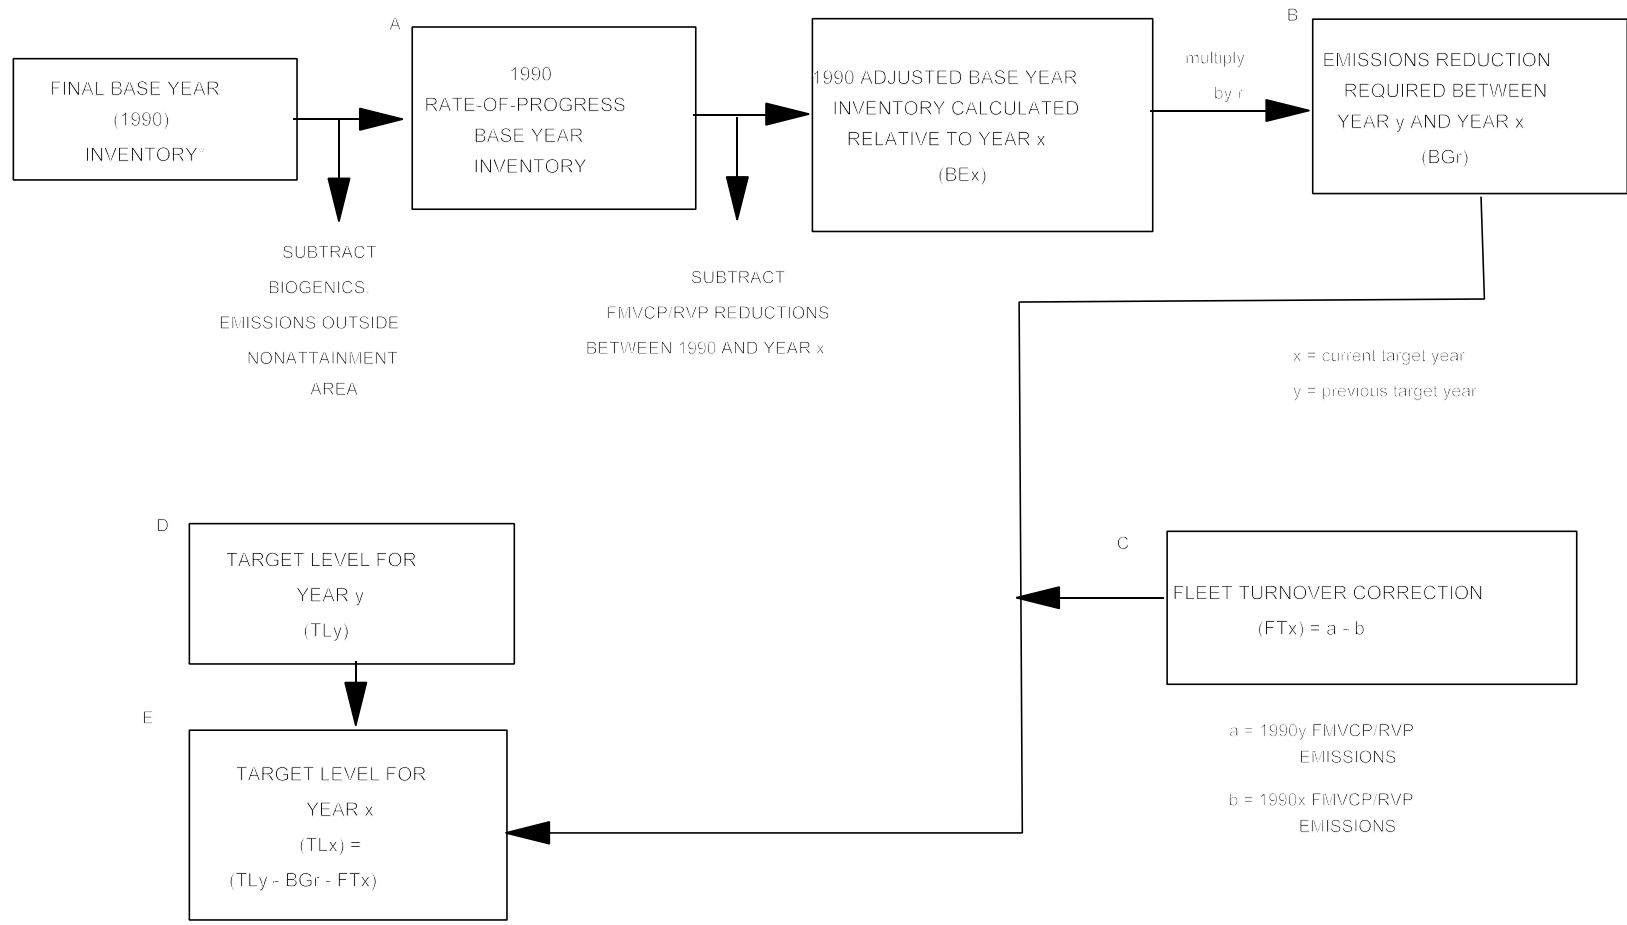 A
FINAL BASE YEAR
(1990)
INVENTORY*
1990
RATE-OF-PROGRESS
BASE YEAR
INVENTORY
1990 ADJUSTED BASE YEAR
INVENTORY CALCULATED
RELATIVE TO YEAR x
(BEx)
multiply
by r
B
EMISSIONS REDUCTION
REQUIRED BETWEEN
YEAR y AND YEAR x
(BGr)
SUBTRACT
BIOGENICS.
EMISSIONS OUTSIDE
NONATTAINMENT
AREA
SUBTRACT
FMVCP/RVP REDUCTIONS
BETWEEN 1990 AND YEAR x
x = current target year
y = previous target year
D
TARGET LEVEL FOR
YEAR y
(TLy)
C
FLEET TURNOVER CORRECTION
(FTx) = a - b
E
TARGET LEVEL FOR
YEAR x
(TLx) =
(TLy - BGr - FTx)
a = 1990y FMVCP/RVP
EMISSIONS
b = 1990x FMVCP/RVP
EMISSIONS